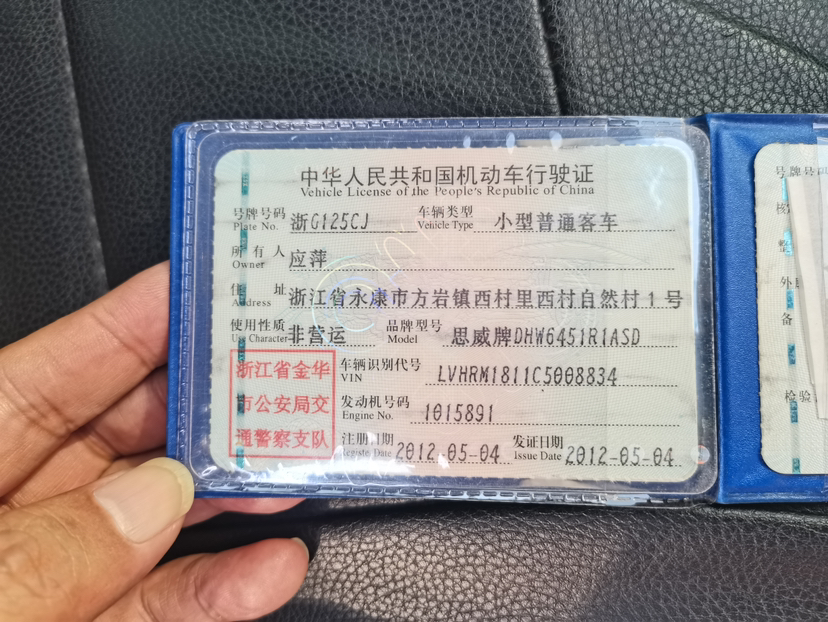 中华人民共和国机动车行驶证
Vehicle License of the People's Republic of China
号牌号码 浙G125CJ 车辆类型 小型普通客车
Plate No. Vehicle Type
所有人 应萍
Owner
住址 浙江省永康市方岩镇西村里西村自然村1号
Address
使用性质 非营运 品牌型号 思威牌DHW6451R1ASD
Use Character Model
浙江省金华
市公安局交
通警察支队
车辆识别代号 LVHRM1811C5008834
VIN
发动机号码 1015891
Engine No.
注册日期 2012-05-04 发证日期 2012-05-04
Registe Date Issue Date
号牌号
核
整
外
备
检验